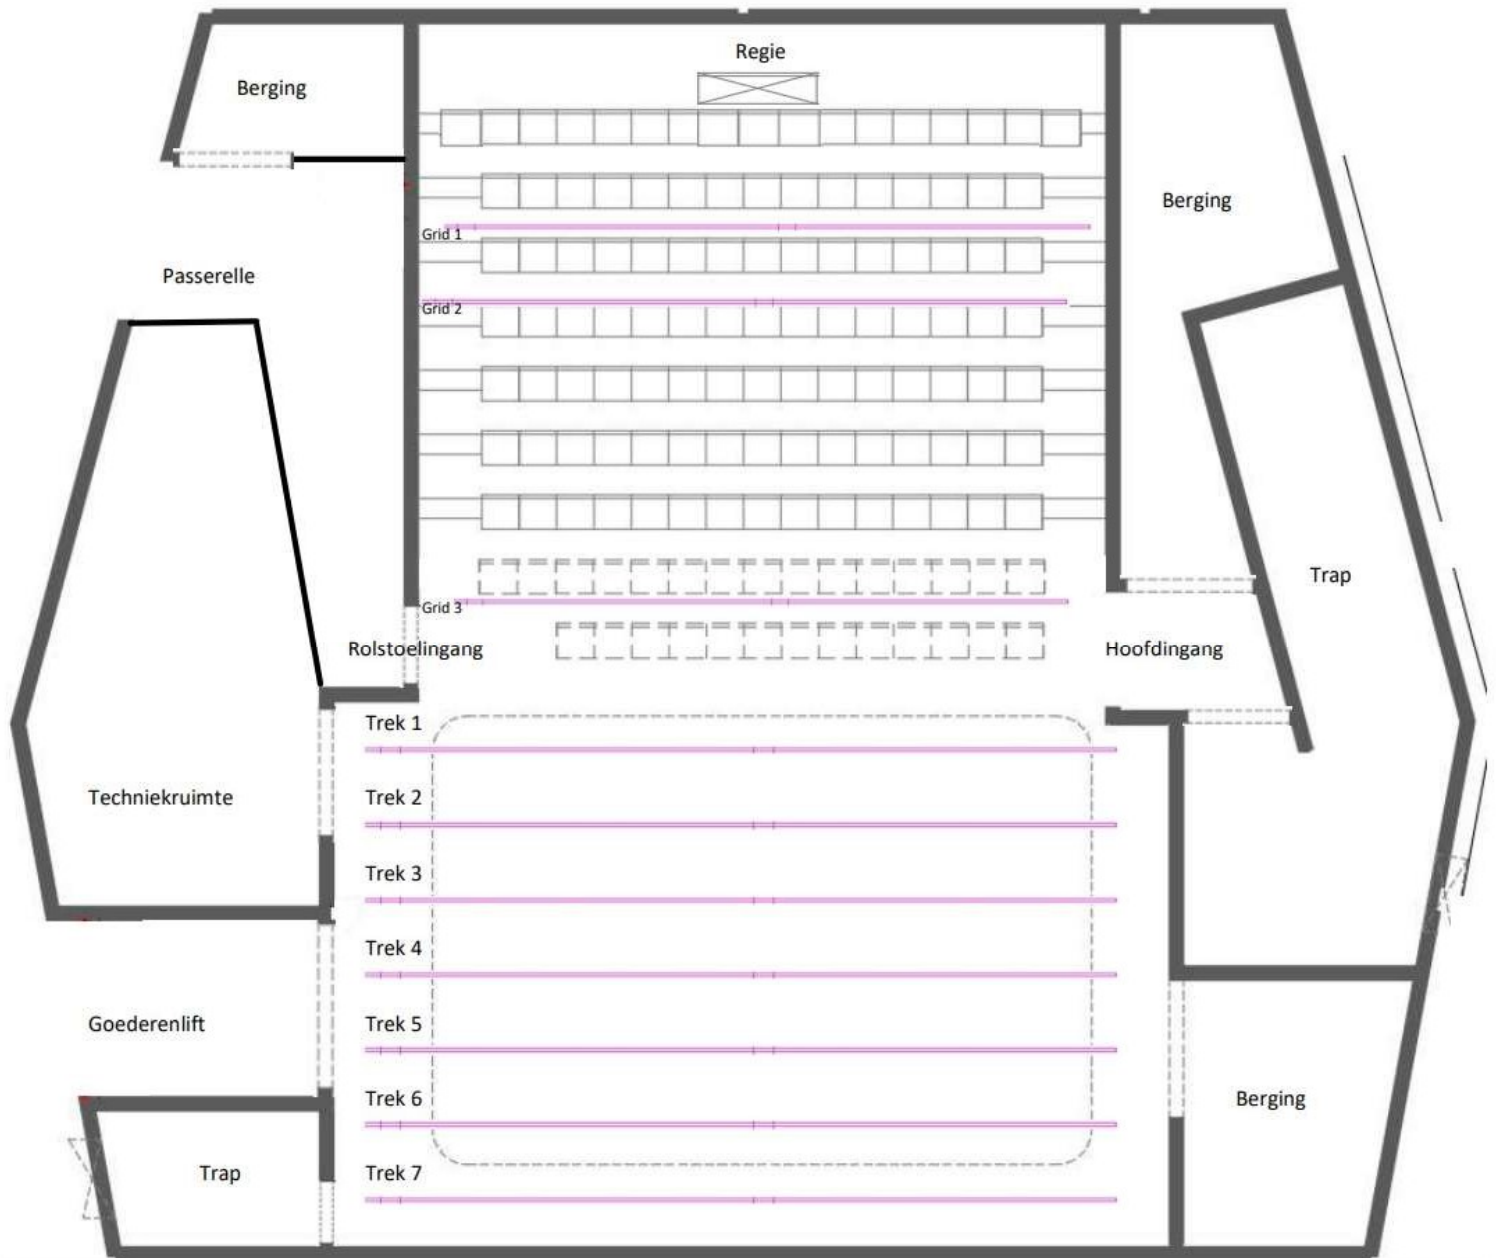 Regie
Berging
Berging
Grid 1
Passerelle
Grid 2
Trap
Grid 3
Rolstoelingang
Hoofdingang
Trek 1
Trek 2
Techniekruimte
Trek 3
Trek 4
Goederenlift
Trek 5
Trek 6
Berging
Trap
Trek 7